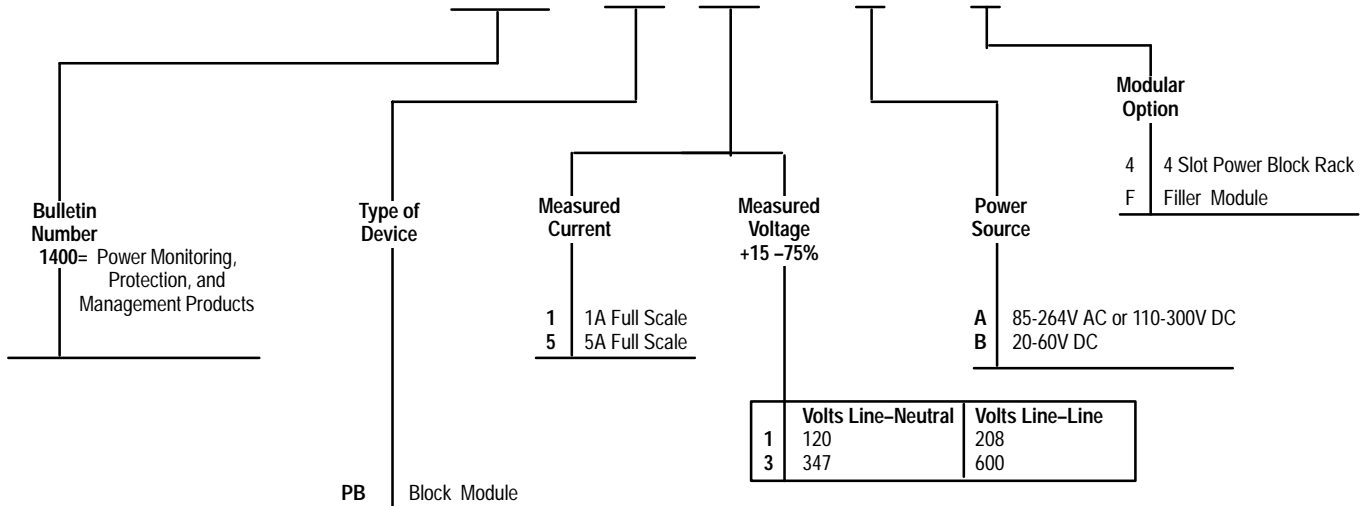 Modular
Option
4 4 Slot Power Block Rack
F Filler Module
Bulletin
Number
1400= Power Monitoring,
Protection, and
Management Products
Type of
Device
Measured
Current
Measured
Voltage
+15 –75%
Power
Source
1 1A Full Scale
5 5A Full Scale
A 85-264V AC or 110-300V DC
B 20-60V DC
Volts Line–Neutral Volts Line–Line
1 120 208
3 347 600
PB Block Module